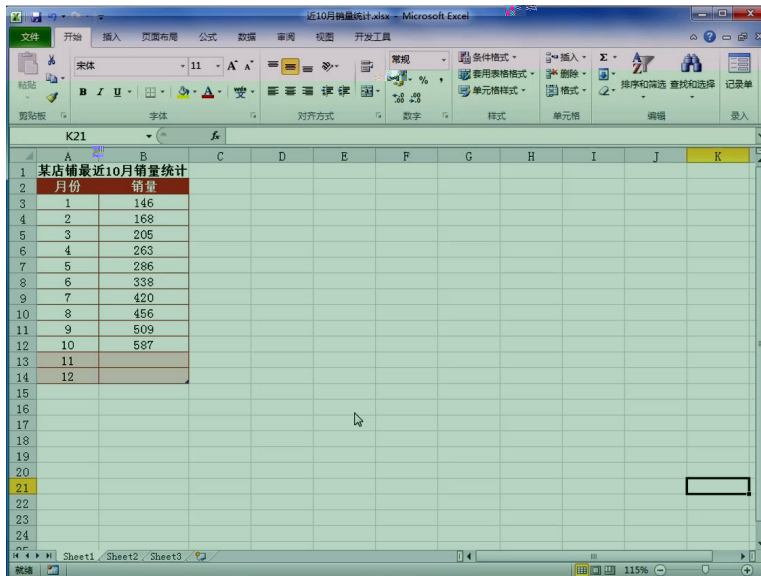 近10月销量统计.xlsx - Microsoft Excel
文件 开始 插入 页面布局 公式 数据 审阅 视图 开发工具
宋体 11 A A 常规 条件格式 插入 Σ
粘贴 套用表格格式 删除 排序和筛选 查找和选择 记录单
B I U A % , 单元格样式 格式
剪贴板 字体 对齐方式 数字 样式 单元格 编辑 录入
K21 fx
A B C D E F G H I J K
1 某店铺最近10月销量统计
2 月份 销量
3 1 146
4 2 168
5 3 205
6 4 263
7 5 286
8 6 338
9 7 420
10 8 456
11 9 509
12 10 587
13 11
14 12
15
16
17
18
19
20
21
22
23
24
25
Sheet1 Sheet2 Sheet3
就绪 115%